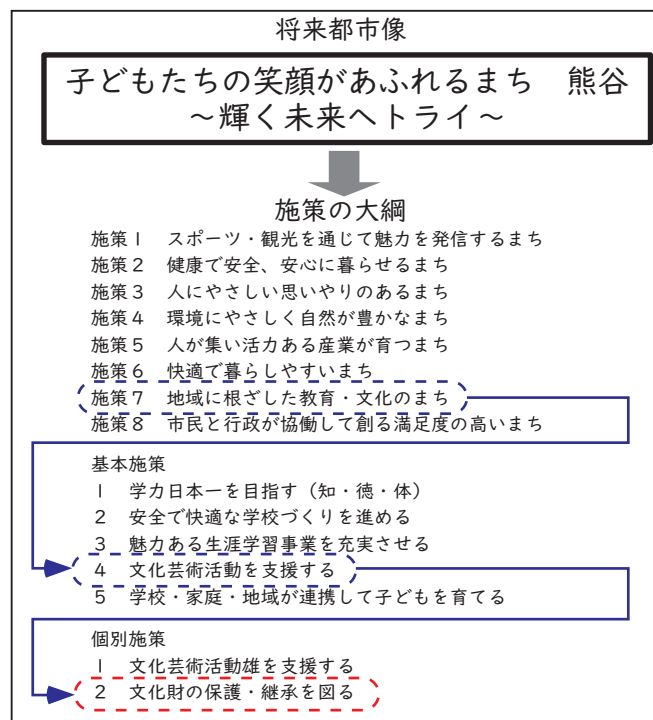 将来都市像
子どもたちの笑顔があふれるまち　熊谷
～輝く未来へトライ～
施策の大綱
施策１　スポーツ・観光を通じて魅力を発信するまち
施策２　健康で安全、安心に暮らせるまち
施策３　人にやさしい思いやりのあるまち
施策４　環境にやさしく自然が豊かなまち
施策５　人が集い活力ある産業が育つまち
施策６　快適で暮らしやすいまち
施策７　地域に根ざした教育・文化のまち
施策８　市民と行政が協働して創る満足度の高いまち
基本施策
１　学力日本一を目指す（知・徳・体）
２　安全で快適な学校づくりを進める
３　魅力ある生涯学習事業を充実させる
４　文化芸術活動を支援する
５　学校・家庭・地域が連携して子どもを育てる
個別施策
１　文化芸術活動雄を支援する
２　文化財の保護・継承を図る